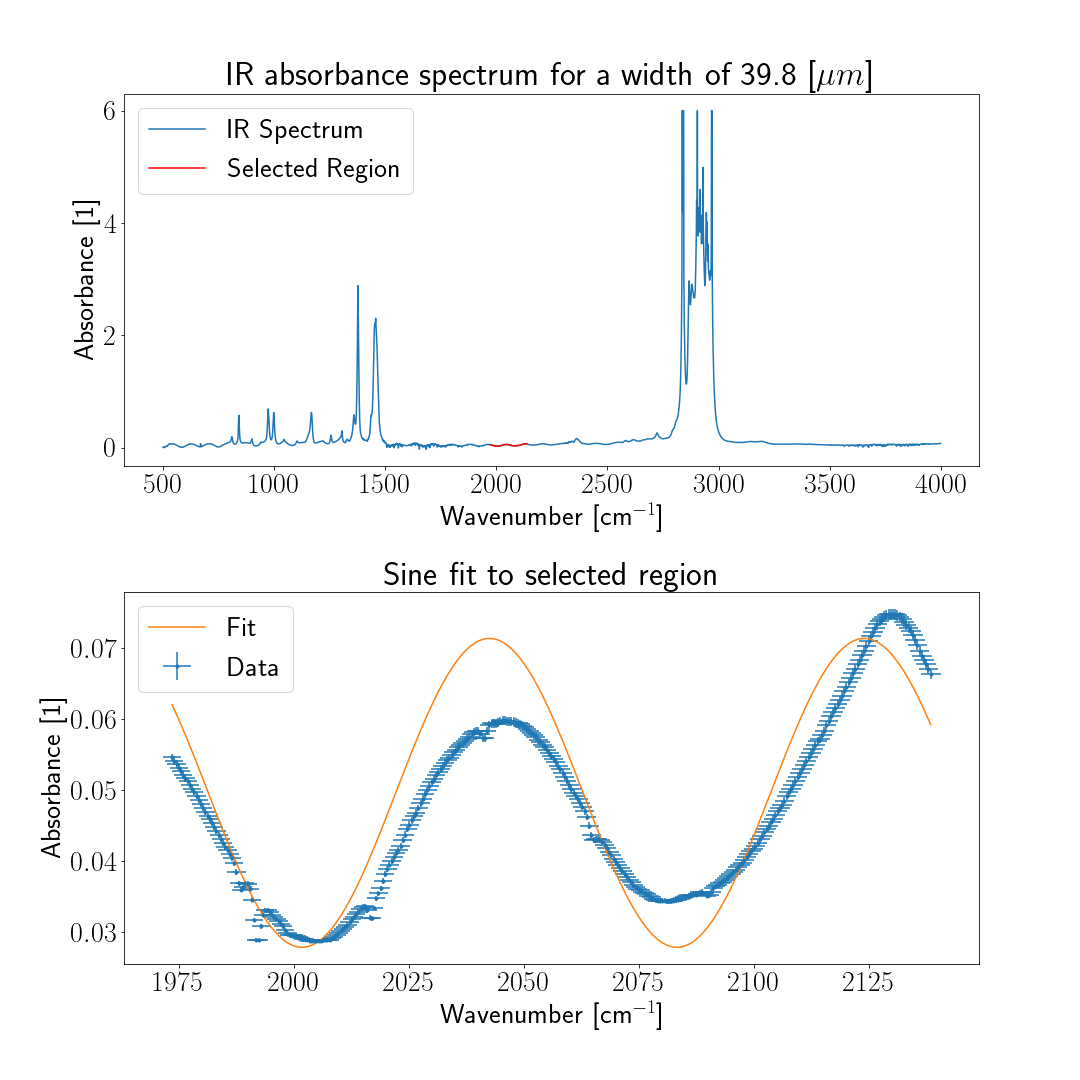 IR absorbance spectrum for a width of 39.8 [μm]
6
4
2
0
Absorbance [1]
IR Spectrum
Selected Region
500 1000 1500 2000 2500 3000 3500 4000
Wavenumber [cm⁻¹]
Sine fit to selected region
0.07
0.06
0.05
0.04
0.03
Absorbance [1]
Fit
Data
1975 2000 2025 2050 2075 2100 2125
Wavenumber [cm⁻¹]